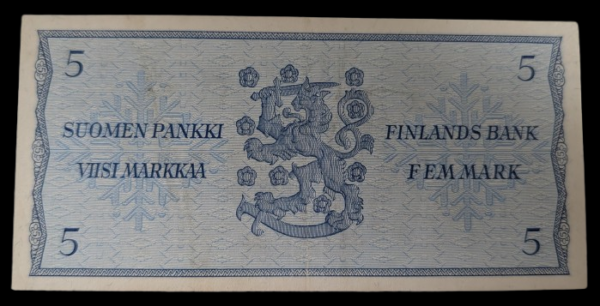 5 5
SUOMEN PANKKI FINLANDS BANK
VIISI MARKKAA FEM MARK
5 5